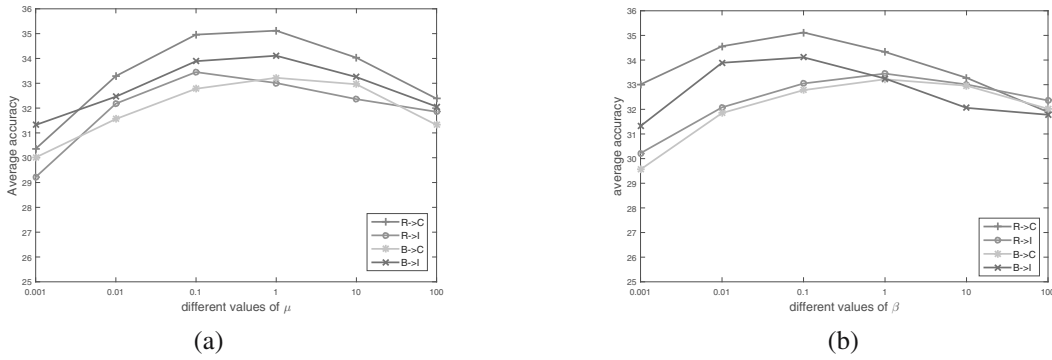 36
35
34
33
32
31
30
29
28
27
26
25
Average accuracy
0.001 0.01 0.1 1 10 100
different values of μ
R->C
R->I
B->C
B->I
(a)
36
35
34
33
32
31
30
29
28
27
26
25
average accuracy
0.001 0.01 0.1 1 10 100
different values of β
R->C
R->I
B->C
B->I
(b)